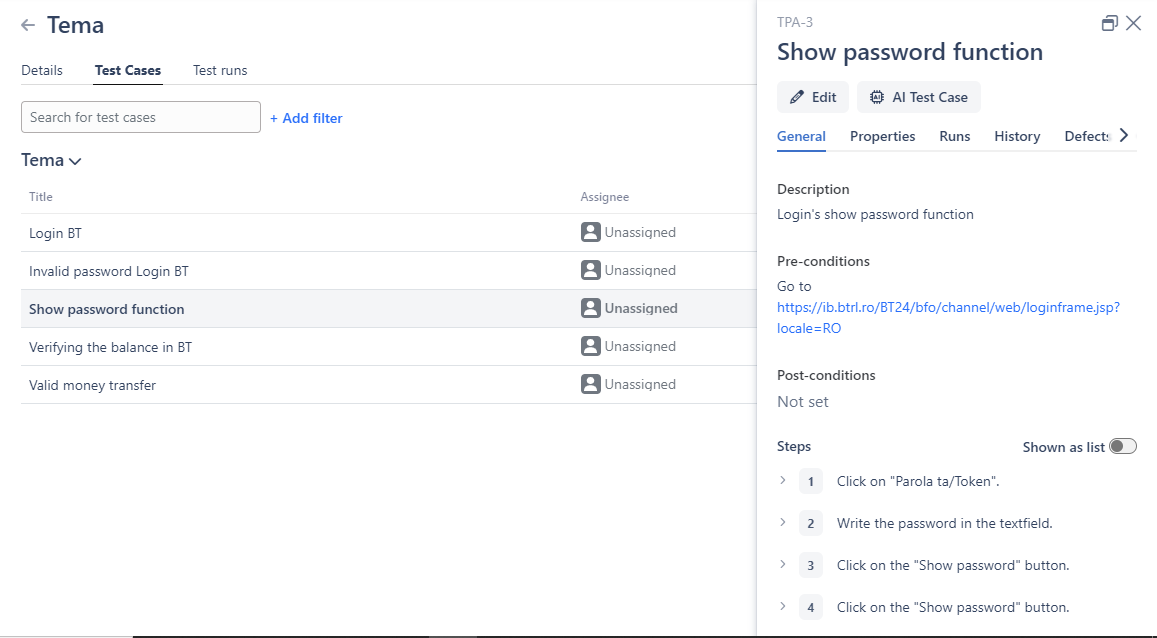 Tema
Details
Test Cases
Test runs
Search for test cases
+ Add filter
Tema
Title
Assignee
Login BT
Unassigned
Invalid password Login BT
Unassigned
Show password function
Unassigned
Verifying the balance in BT
Unassigned
Valid money transfer
Unassigned
TPA-3
Show password function
Edit
AI Test Case
General
Properties
Runs
History
Defects
Description
Login's show password function
Pre-conditions
Go to
https://ib.btrl.ro/BT24/bfo/channel/web/loginframe.jsp?
locale=RO
Post-conditions
Not set
Steps
Shown as list
1 Click on "Parola ta/Token".
2 Write the password in the textfield.
3 Click on the "Show password" button.
4 Click on the "Show password" button.